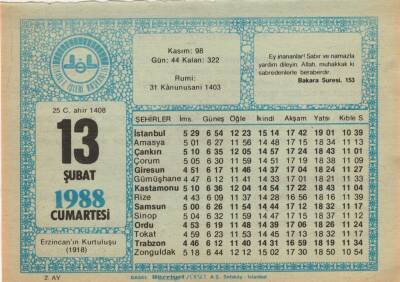 Kasım: 98
Gün: 44 Kalan: 322
Rumi:
31 Kânunusani 1403
Ey inananlar! Sabır ve namazla
yardım dileyin. Allah, muhakkak ki
sabredenlerle beraberdir.
Bakara Suresi, 153
25 C. ahir 1408
13
ŞUBAT
1988
CUMARTESİ
Erzincan'ın Kurtuluşu
(1918)
ŞEHİRLER İms. Güneş Öğle İkindi Akşam Yatsı Kıble S.
İstanbul 5 29 6 54 12 23 15 14 17 42 19 01 10 39
Amasya 5 01 6 27 11 56 14 48 17 15 18 34 11 13
Çankırı 5 10 6 35 12 05 14 57 17 24 18 43 11 01
Çorum 5 05 6 30 11 59 14 51 17 19 18 38 11 09
Giresun 4 51 6 17 11 46 14 37 17 04 18 24 11 27
Gümüşhane 4 47 6 12 11 41 14 33 17 01 18 21 11 33
Kastamonu 5 10 6 36 12 04 14 54 17 22 18 43 11 04
Rize 4 43 6 09 11 37 14 28 16 56 18 16 11 39
Samsun 5 00 6 26 11 54 14 44 17 12 18 32 11 17
Sinop 5 04 6 32 11 59 14 47 17 15 18 37 11 12
Ordu 4 53 6 19 11 48 14 39 17 06 18 26 11 24
Tokat 4 59 6 23 11 53 14 45 17 15 18 32 11 17
Trabzon 4 46 6 12 11 40 14 31 16 59 18 19 11 34
Zonguldak 5 18 6 44 12 12 15 02 17 30 18 50 10 54
2. AY